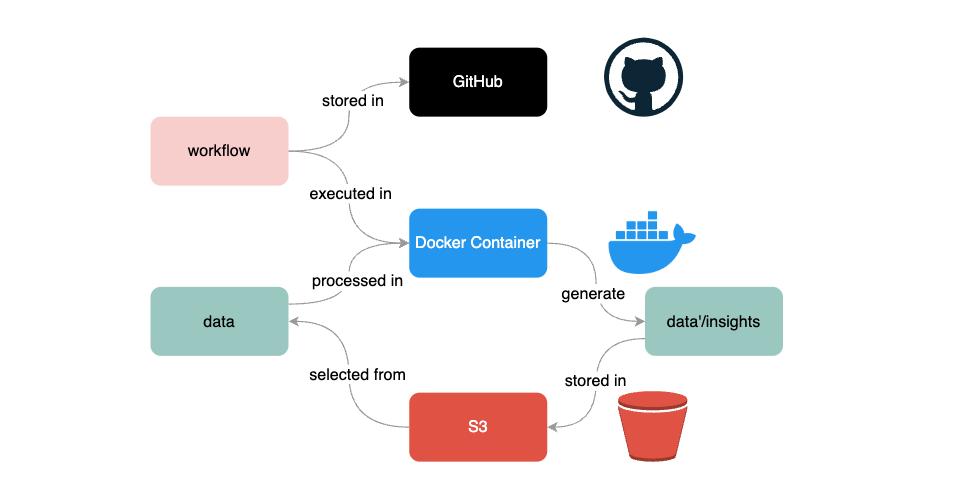 GitHub
stored in
workflow
executed in
Docker Container
processed in
generate
data
data'/insights
selected from
stored in
S3